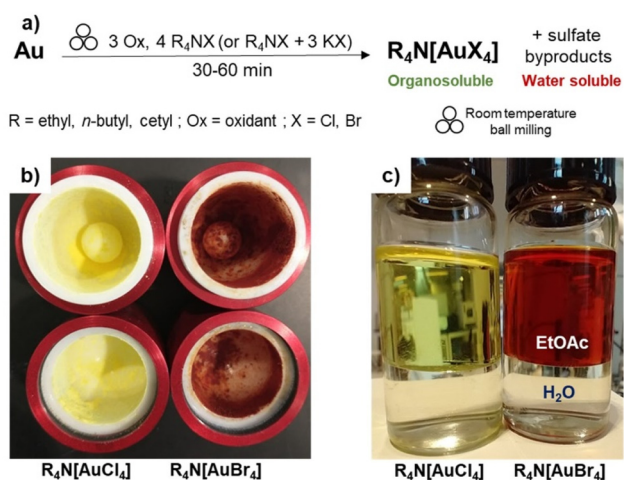 a)
Au
3 Ox, 4 R₄NX (or R₄NX + 3 KX)
30-60 min
R₄N[AuX₄]
Organosoluble
+ sulfate
byproducts
Water soluble
R = ethyl, n-butyl, cetyl ; Ox = oxidant ; X = Cl, Br
Room temperature
ball milling
b)
R₄N[AuCl₄]
R₄N[AuBr₄]
c)
EtOAc
H₂O
R₄N[AuCl₄]
R₄N[AuBr₄]